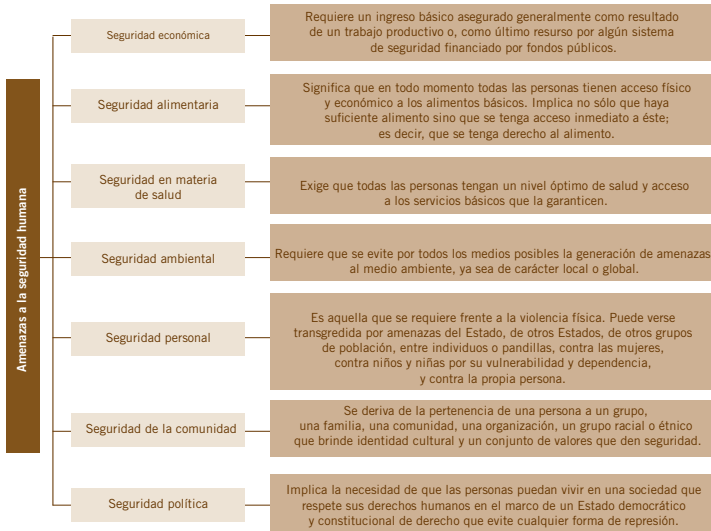 Amenazas a la seguridad humana
Seguridad económica
Requiere un ingreso básico asegurado generalmente como resultado
de un trabajo productivo o, como último resurso por algún sistema
de seguridad financiado por fondos públicos.
Seguridad alimentaria
Significa que en todo momento todas las personas tienen acceso físico
y económico a los alimentos básicos. Implica no sólo que haya
suficiente alimento sino que se tenga acceso inmediato a éste;
es decir, que se tenga derecho al alimento.
Seguridad en materia
de salud
Exige que todas las personas tengan un nivel óptimo de salud y acceso
a los servicios básicos que la garanticen.
Seguridad ambiental
Requiere que se evite por todos los medios posibles la generación de amenazas
al medio ambiente, ya sea de carácter local o global.
Seguridad personal
Es aquella que se requiere frente a la violencia física. Puede verse
transgredida por amenazas del Estado, de otros Estados, de otros grupos
de población, entre individuos o pandillas, contra las mujeres,
contra niños y niñas por su vulnerabilidad y dependencia,
y contra la propia persona.
Seguridad de la comunidad
Se deriva de la pertenencia de una persona a un grupo,
una familia, una comunidad, una organización, un grupo racial o étnico
que brinde identidad cultural y un conjunto de valores que den seguridad.
Seguridad política
Implica la necesidad de que las personas puedan vivir en una sociedad que
respete sus derechos humanos en el marco de un Estado democrático
y constitucional de derecho que evite cualquier forma de represión.